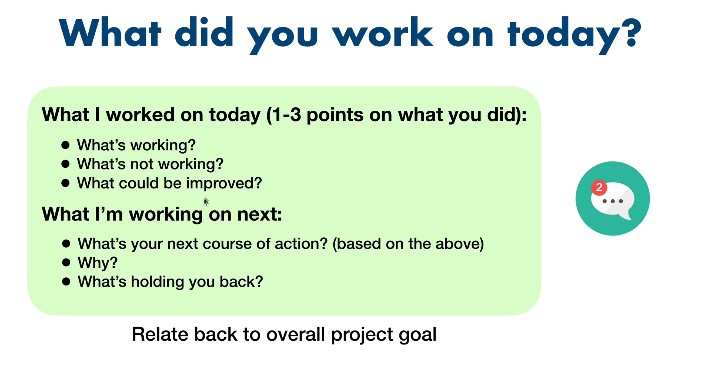 What did you work on today?
What I worked on today (1-3 points on what you did):
● What's working?
● What's not working?
● What could be improved?
What I'm working on next:
● What's your next course of action? (based on the above)
● Why?
● What's holding you back?
2
Relate back to overall project goal